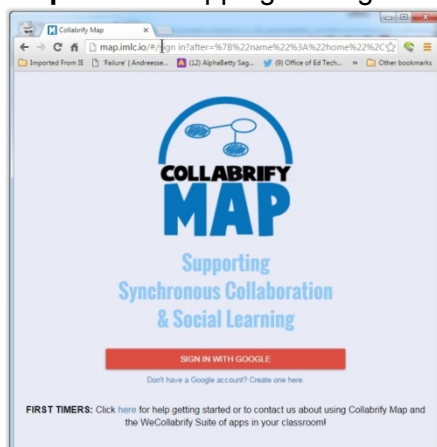 Collabrify Map
map.imlc.io/#/sign in?after=%7B%22name%22%3A%22home%22%2C
Imported From IE 'Failure' | Andreesse... (12) AlphaBetty Sag... (9) Office of Ed Tech... » Other bookmarks
COLLABRIFY
MAP
Supporting
Synchronous Collaboration
& Social Learning
SIGN IN WITH GOOGLE
Don't have a Google account? Create one here.
FIRST TIMERS: Click here for help getting started or to contact us about using Collabrify Map and
the WeCollabrify Suite of apps in your classroom!